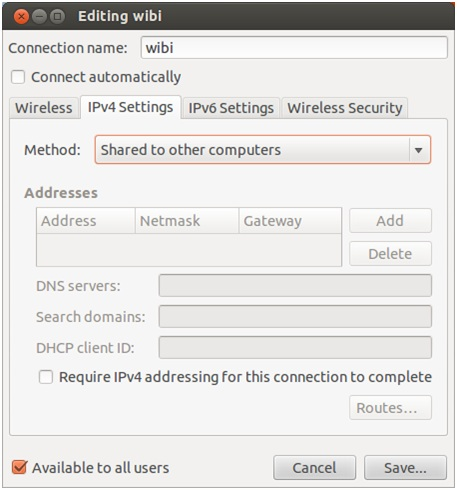 Editing wibi
Connection name: wibi
Connect automatically
Wireless IPv4 Settings IPv6 Settings Wireless Security
Method: Shared to other computers
Addresses
Address Netmask Gateway Add
Delete
DNS servers:
Search domains:
DHCP client ID:
Require IPv4 addressing for this connection to complete
Routes...
Available to all users Cancel Save...